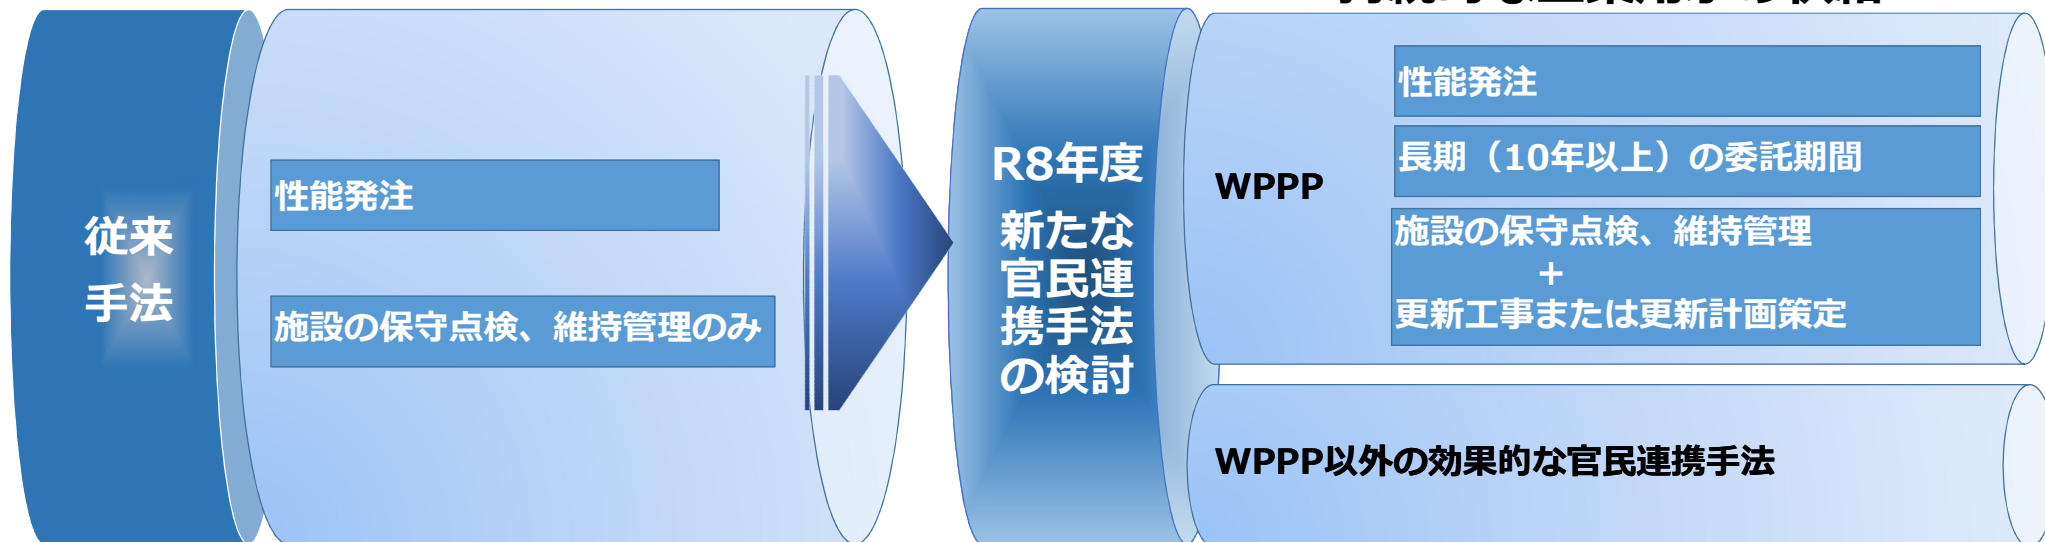 従来
手法
性能発注
施設の保守点検、維持管理のみ
R8年度
新たな
官民連
携手法
の検討
WPPP
性能発注
長期（10年以上）の委託期間
施設の保守点検、維持管理
+
更新工事または更新計画策定
WPPP以外の効果的な官民連携手法